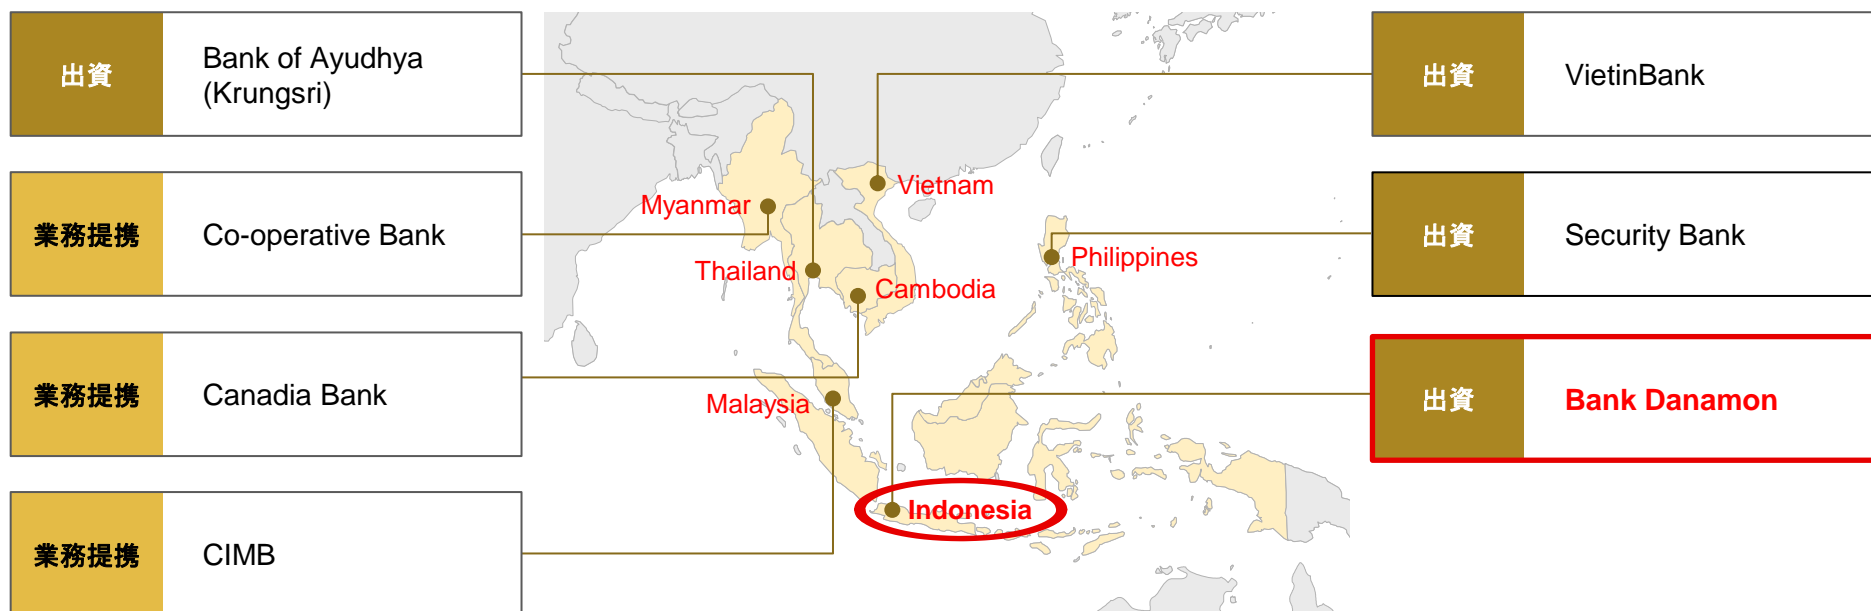 出資
Bank of Ayudhya
(Krungsri)
業務提携
Co-operative Bank
業務提携
Canadia Bank
業務提携
CIMB
Myanmar
Vietnam
Thailand
Cambodia
Philippines
Malaysia
Indonesia
出資
VietinBank
出資
Security Bank
出資
Bank Danamon